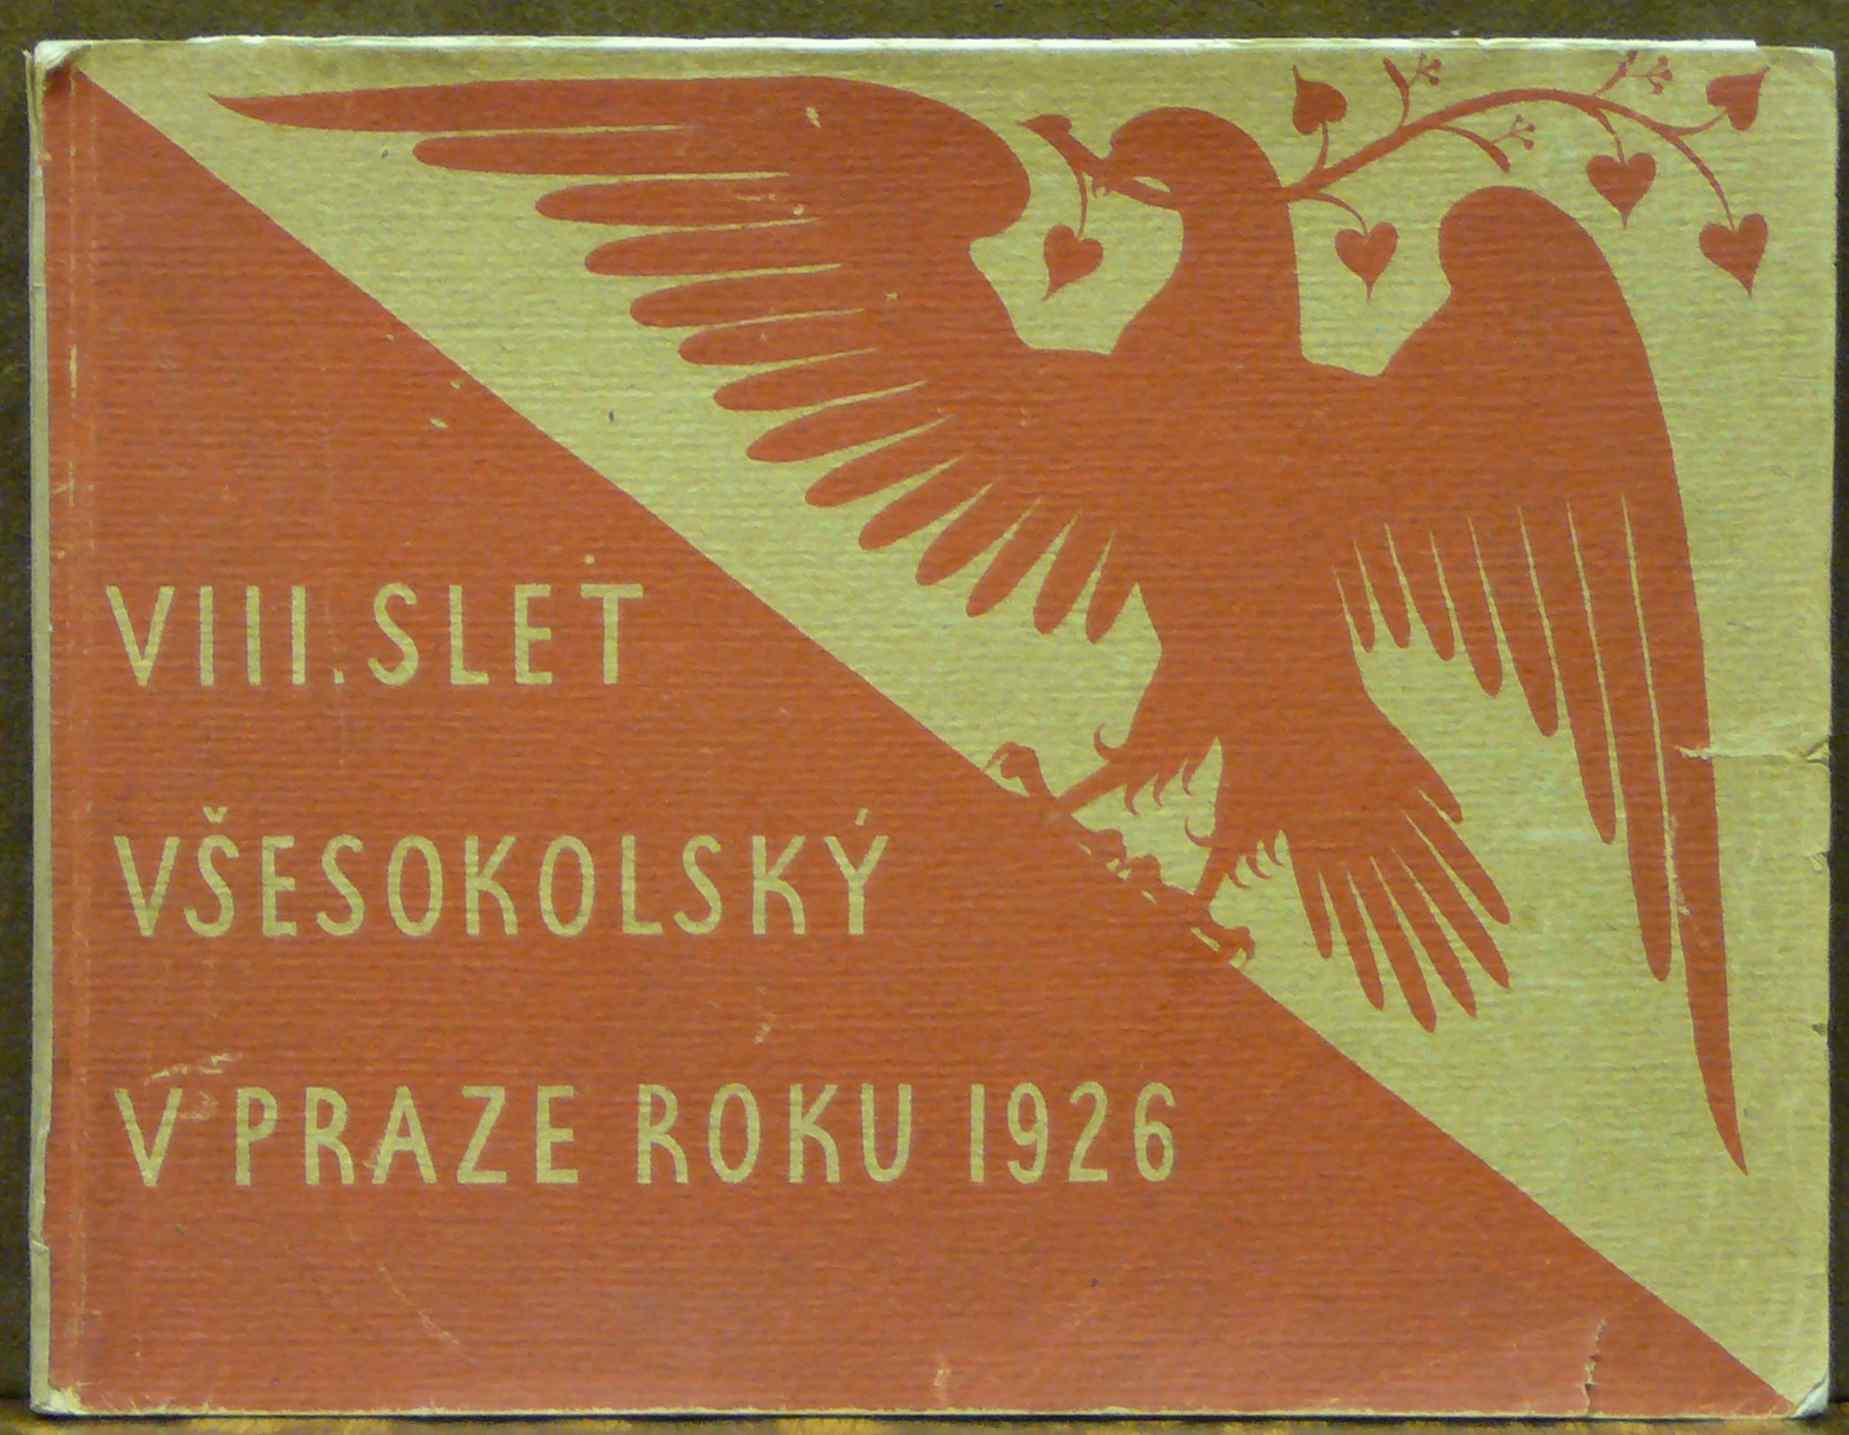 VIII. SLET
VŠESOKOLSKÝ
V PRAZE ROKU 1926